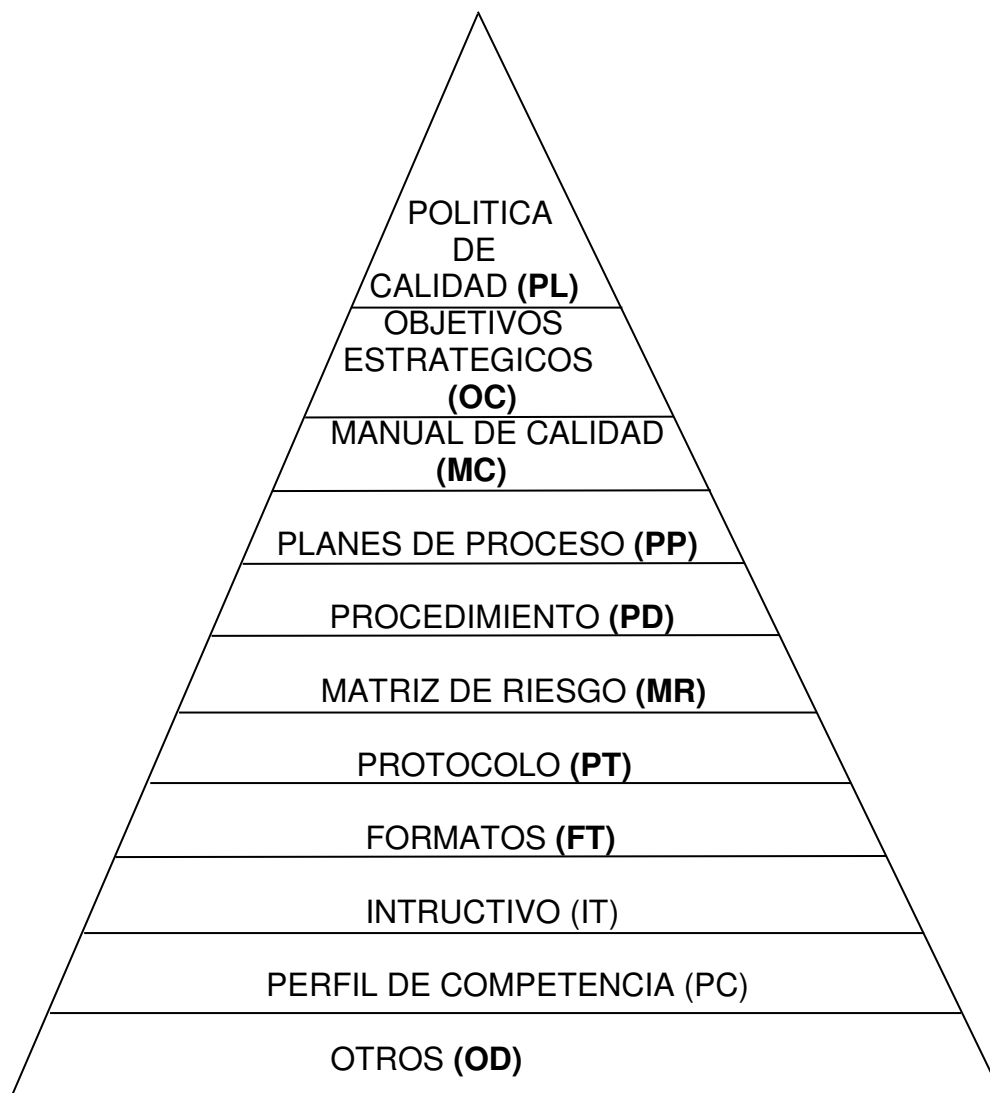 POLITICA
DE
CALIDAD (PL)
OBJETIVOS
ESTRATEGICOS
(OC)
MANUAL DE CALIDAD
(MC)
PLANES DE PROCESO (PP)
PROCEDIMIENTO (PD)
MATRIZ DE RIESGO (MR)
PROTOCOLO (PT)
FORMATOS (FT)
INTRUCTIVO (IT)
PERFIL DE COMPETENCIA (PC)
OTROS (OD)